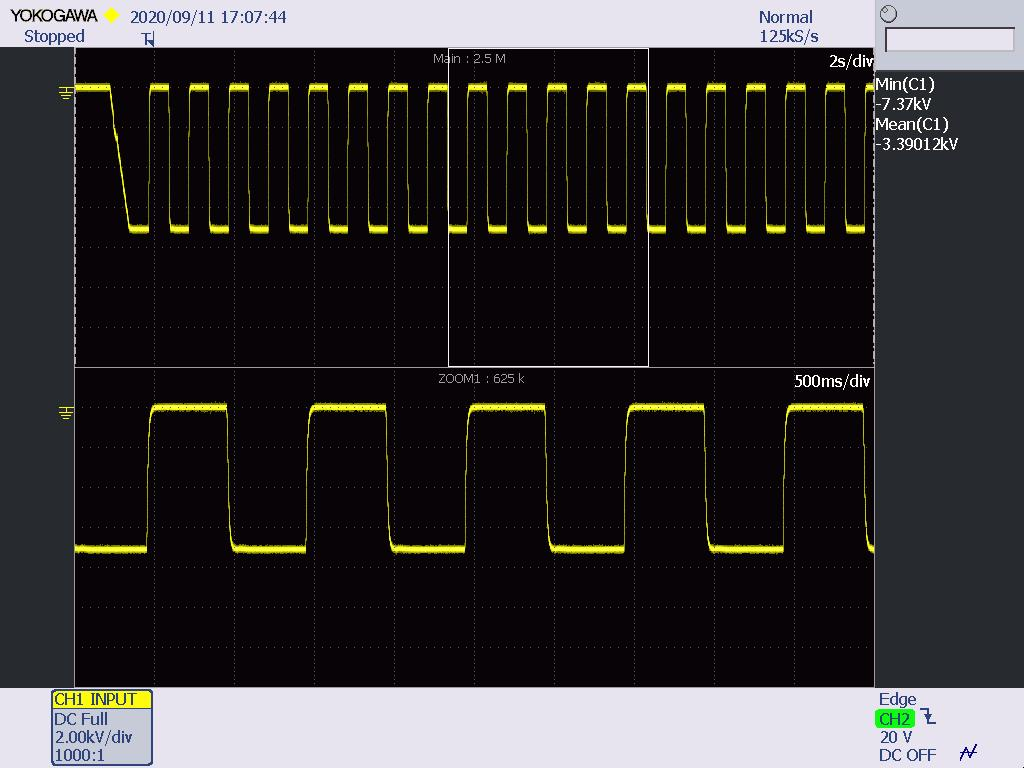 YOKOGAWA 2020/09/11 17:07:44
Stopped
Normal
125kS/s
T
Main : 2.5 M
2s/div
Min(C1)
-7.37kV
Mean(C1)
-3.39012kV
ZOOM1 : 625 k
500ms/div
CH1 INPUT
DC Full
2.00kV/div
1000:1
Edge
CH2
20 V
DC OFF